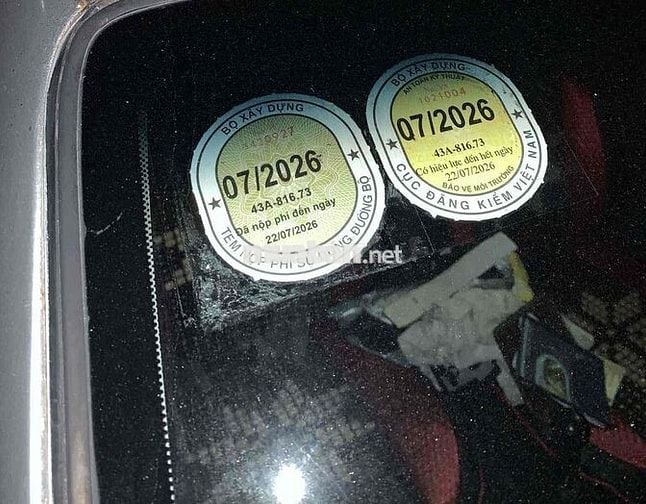 BỘ XÂY DỰNG
07/2026
43A-816.73
Đã nộp phí đến ngày
22/07/2026
TEM NỘP PHÍ SỬ DỤNG ĐƯỜNG BỘ
BỘ XÂY DỰNG
AN TOÀN KỸ THUẬT
1021004
07/2026
43A-816.73
Có hiệu lực đến hết ngày
22/07/2026
BẢO VỆ MÔI TRƯỜNG
CỤC ĐĂNG KIỂM VIỆT NAM
.net